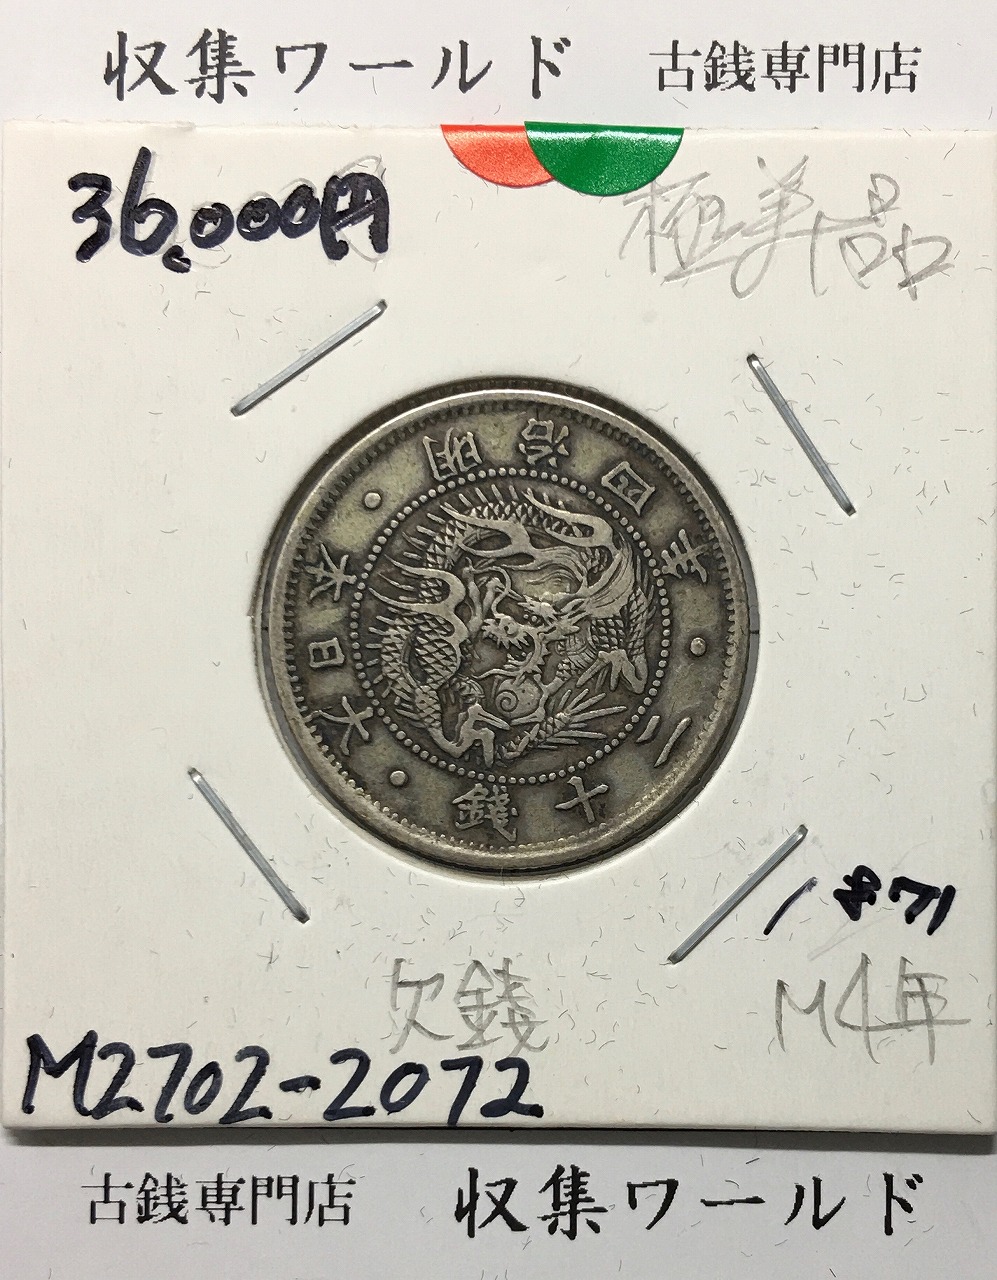 収集ワールド 古銭専門店
36,000円
極美品
大日本
明治四年
二十銭
1871
欠銭
M4年
M2702-2072
古銭専門店 収集ワールド